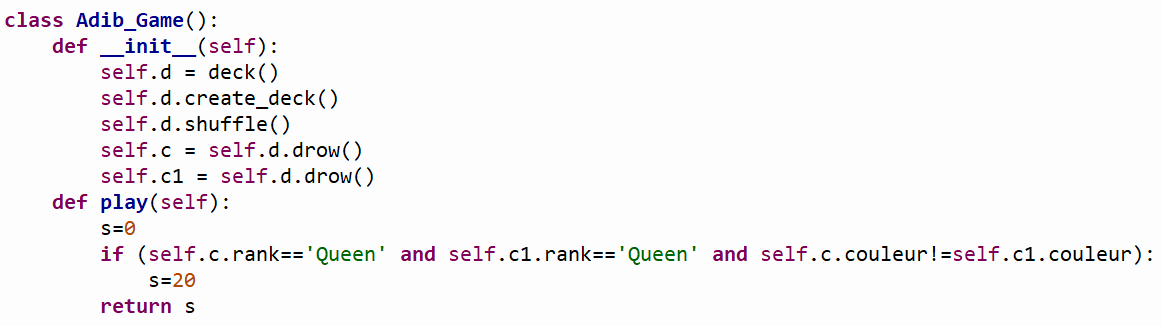 class Adib_Game():
    def __init__(self):
        self.d = deck()
        self.d.create_deck()
        self.d.shuffle()
        self.c = self.d.drow()
        self.c1 = self.d.drow()
    def play(self):
        s=0
        if (self.c.rank=='Queen' and self.c1.rank=='Queen' and self.c.couleur!=self.c1.couleur):
            s=20
        return s